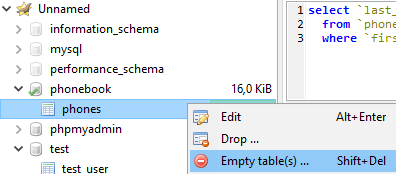 Unnamed
information_schema
mysql
performance_schema
phonebook 16,0 KiB
phones
phpmyadmin
test
test_user
1 select `last_
2 from `phone
3 where `firs
Edit Alt+Enter
Drop ...
Empty table(s) ... Shift+Del